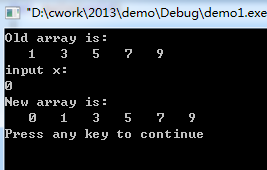 "D:\cwork\2013\demo\Debug\demo1.exe
Old array is:
1 3 5 7 9
input x:
0
New array is:
0 1 3 5 7 9
Press any key to continue